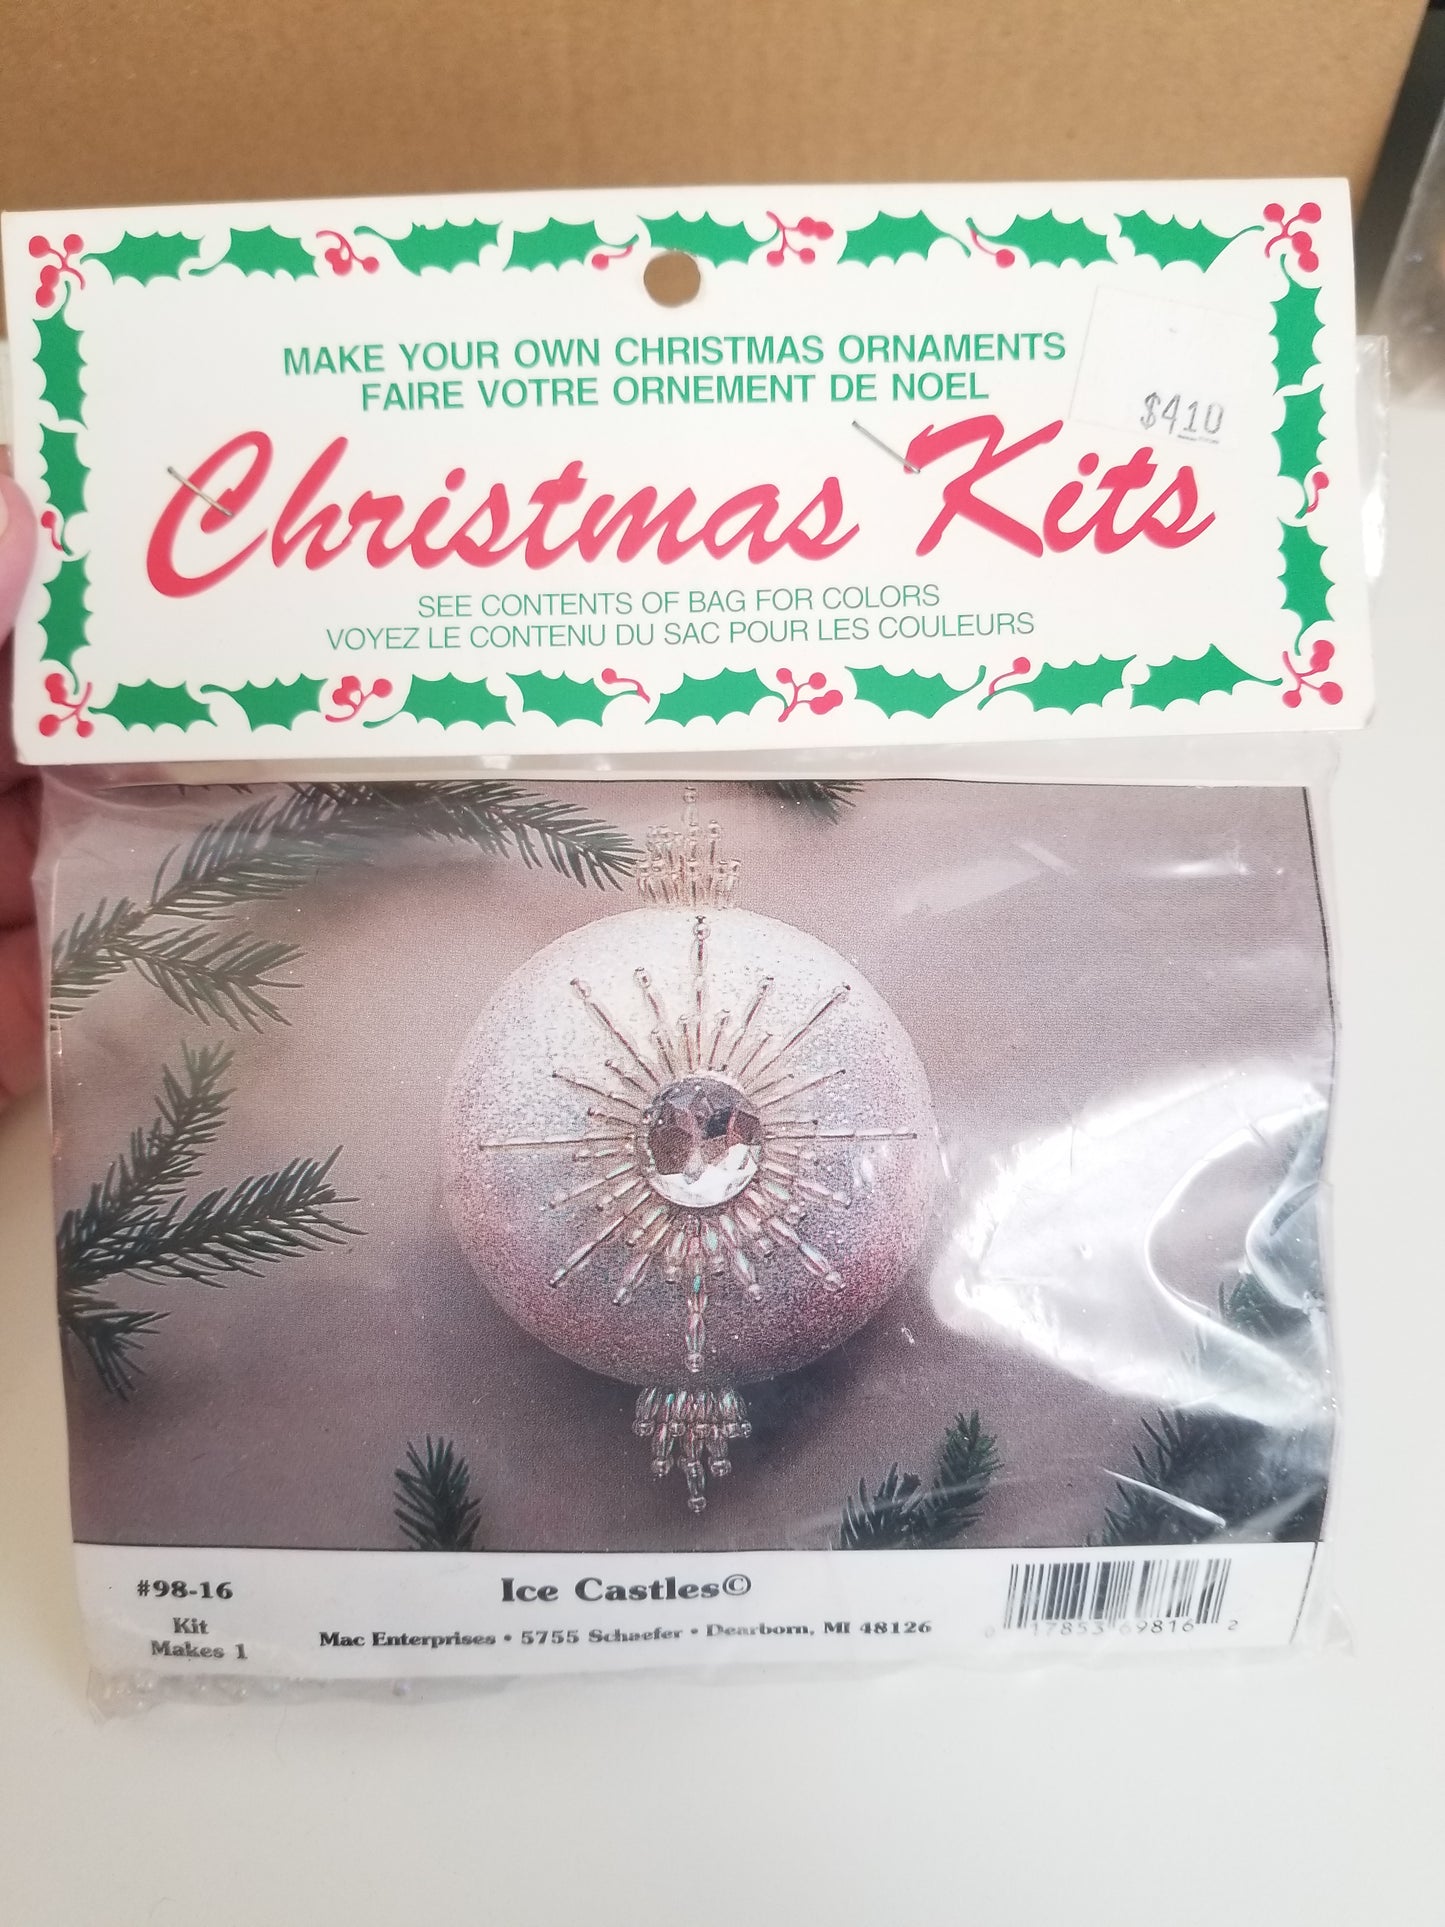 MAKE YOUR OWN CHRISTMAS ORNAMENTS
FAIRE VOTRE ORNEMENT DE NOEL
$4.10
Christmas Kits
SEE CONTENTS OF BAG FOR COLORS
VOYEZ LE CONTENU DU SAC POUR LES COULEURS
#98-16
Kit
Makes 1
Ice Castles©
Mac Enterprises • 5755 Schaefer • Dearborn, MI 48126
0 17853 69816 2